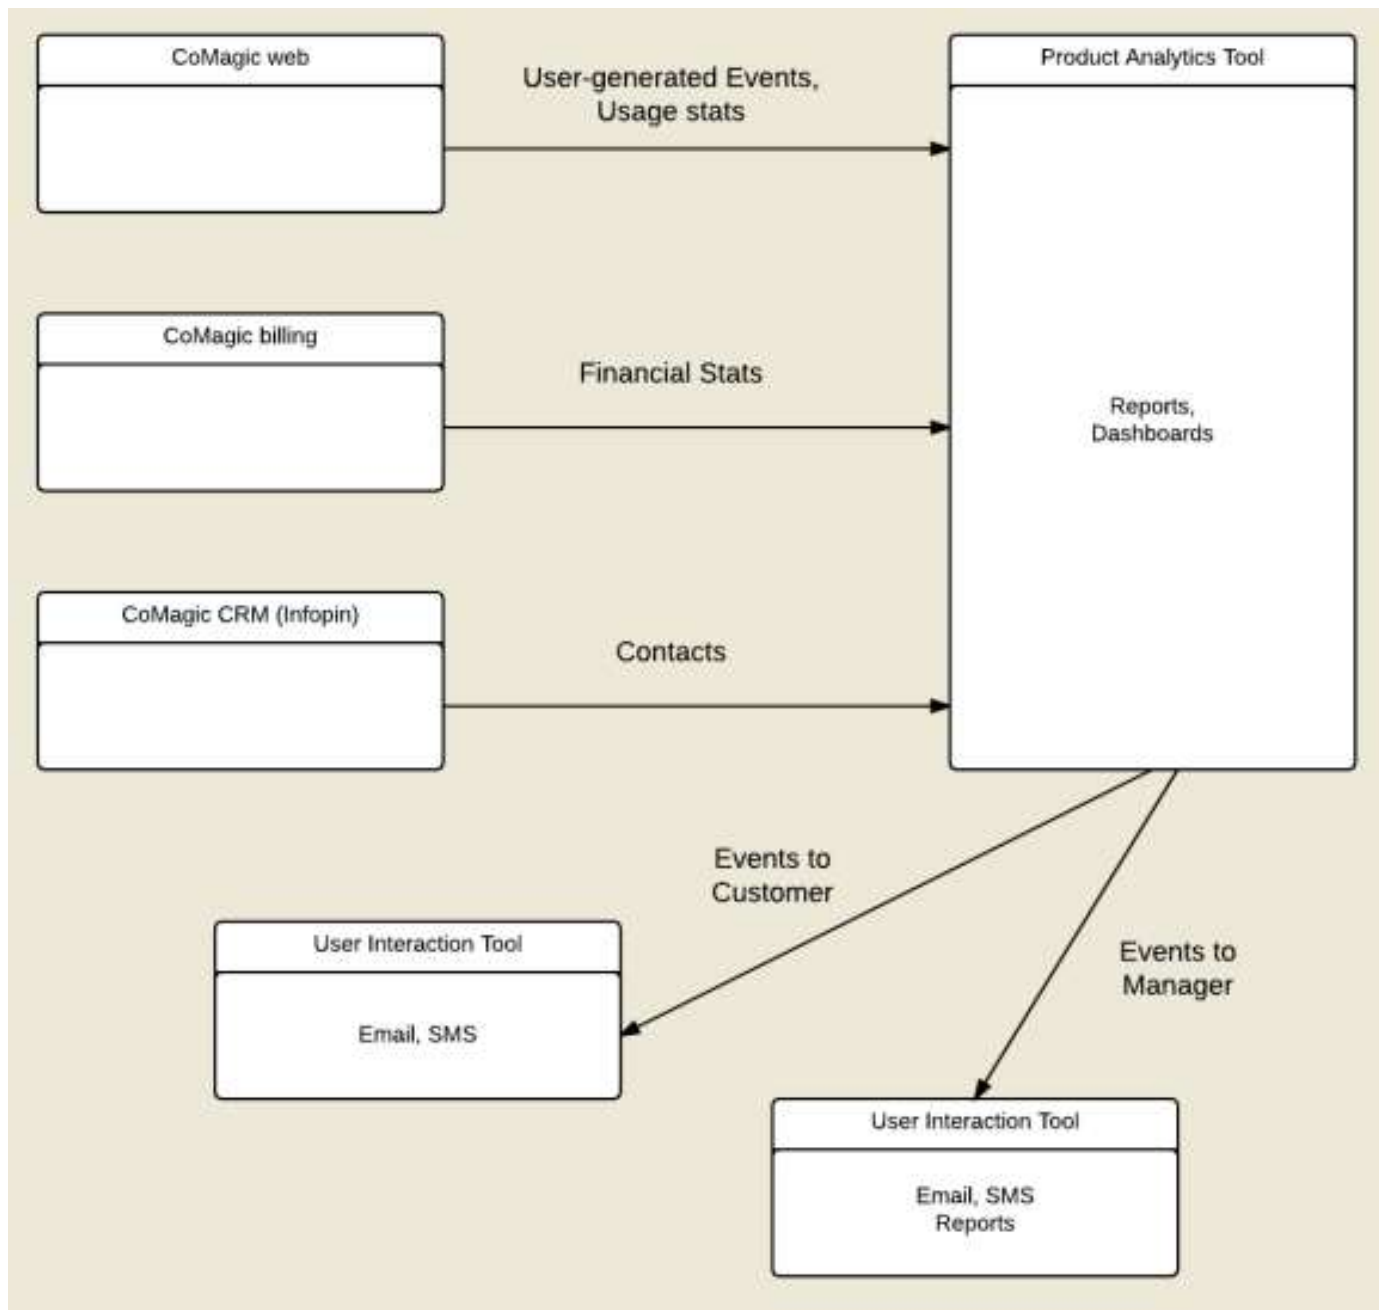 CoMagic web
User-generated Events,
Usage stats
Product Analytics Tool
CoMagic billing
Financial Stats
Reports,
Dashboards
CoMagic CRM (Infopin)
Contacts
Events to
Customer
User Interaction Tool
Email, SMS
Events to
Manager
User Interaction Tool
Email, SMS
Reports